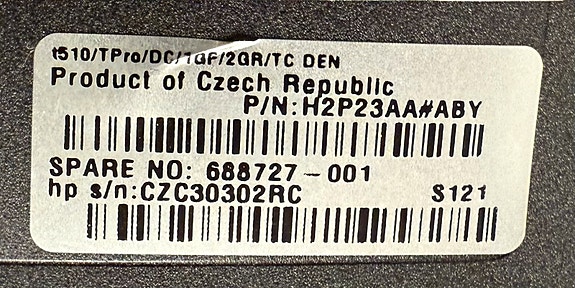 t510/TPro/DC/1GF/2GR/TC DEN
Product of Czech Republic
P/N:H2P23AA#ABY
SPARE NO: 688727-001
hp s/n:CZC30302RC S121